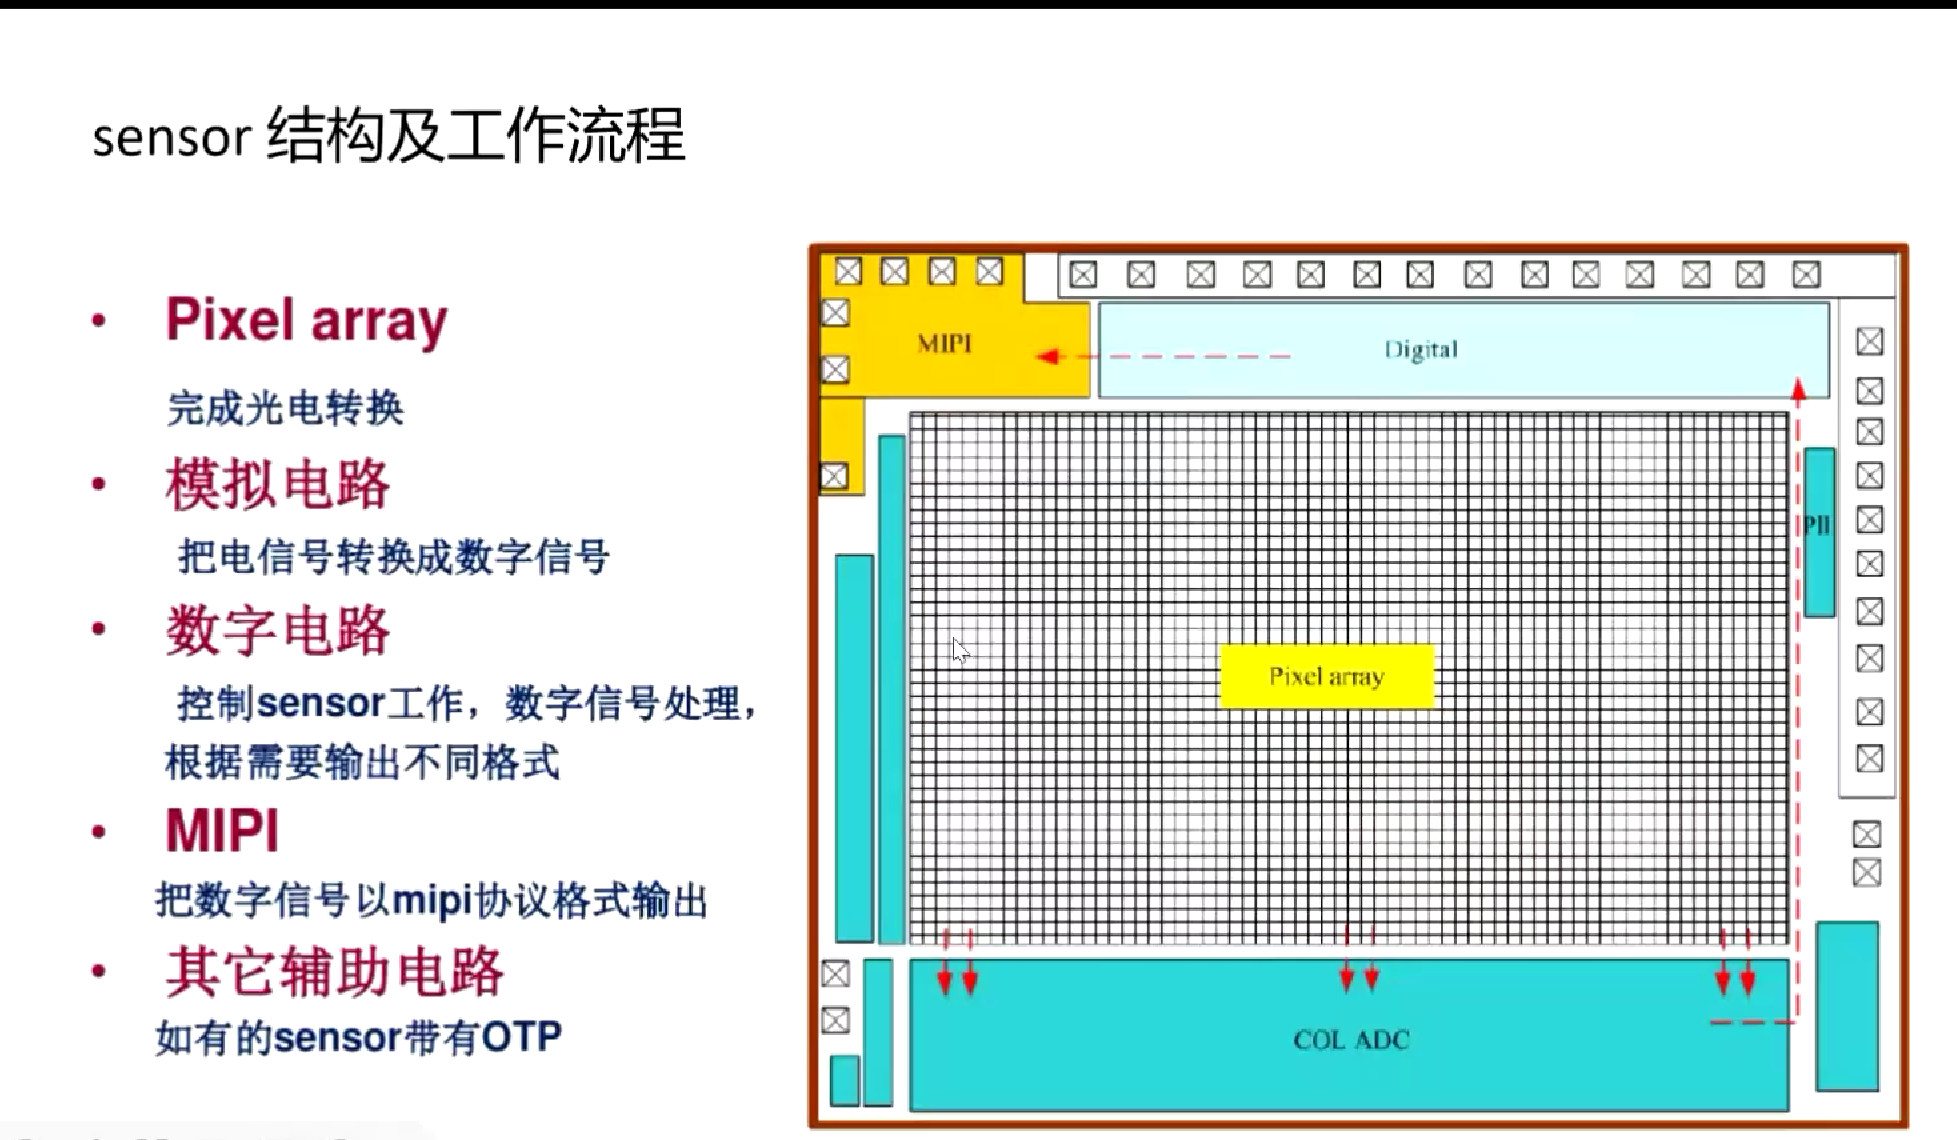 sensor 结构及工作流程
• Pixel array
完成光电转换
• 模拟电路
把电信号转换成数字信号
• 数字电路
控制sensor工作，数字信号处理，
根据需要输出不同格式
• MIPI
把数字信号以mipi协议格式输出
• 其它辅助电路
如有的sensor带有OTP
MIPI
Digital
Pll
Pixel array
COL ADC